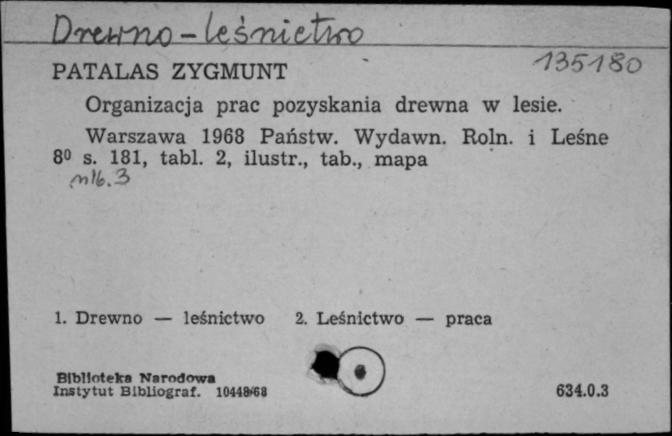 Drewno - leśnictwo
135180
PATALAS ZYGMUNT
Organizacja prac pozyskania drewna w lesie.
Warszawa 1968 Państw. Wydawn. Roln. i Leśne
8⁰ s. 181, tabl. 2, ilustr., tab., mapa
nlb. 3
1. Drewno — leśnictwo 2. Leśnictwo — praca
Biblioteka Narodowa
Instytut Bibliograf. 10448/68
634.0.3